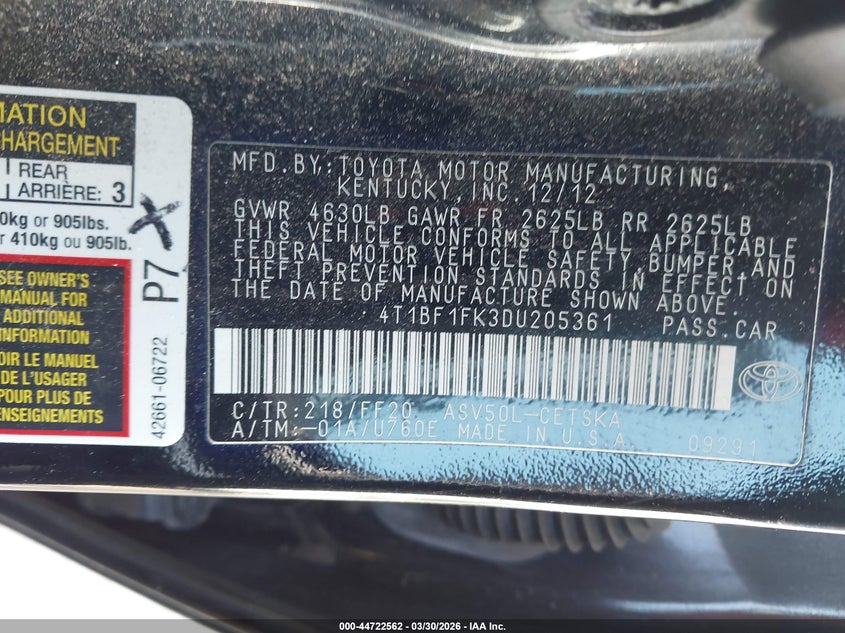 MATION
CHARGEMENT
REAR
ARRIÈRE: 3
0kg or 905lbs.
r 410kg ou 905lb.
SEE OWNER'S
MANUAL FOR
ADDITIONAL
INFORMATION
OIR LE MANUEL
DE L'USAGER
POUR PLUS DE
ENSEIGNEMENTS
P7
X
42661-06722
MFD.BY:TOYOTA MOTOR MANUFACTURING,
KENTUCKY,INC. 12/12
GVWR 4630LB GAWR FR 2625LB RR 2625LB
THIS VEHICLE CONFORMS TO ALL APPLICABLE
FEDERAL MOTOR VEHICLE SAFETY,BUMPER,AND
THEFT PREVENTION STANDARDS IN EFFECT ON
THE DATE OF MANUFACTURE SHOWN ABOVE.
4T1BF1FK3DU205361 PASS.CAR
C/TR:218/FF20 ASV50L-CETSKA
A/TM:-01A/U760E MADE IN U.S.A. 09291
000-44722562 - 03/30/2026 - IAA Inc.